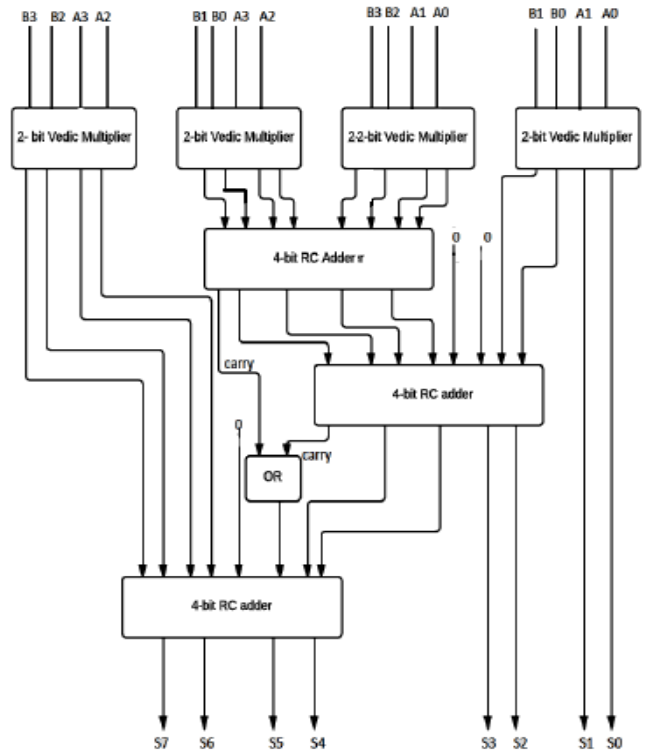 B3 B2 A3 A2 B1 B0 A3 A2 B3 B2 A1 A0 B1 B0 A1 A0
2- bit Vedic Multiplier 2-bit Vedic Multiplier 2-2-bit Vedic Multiplier 2-bit Vedic Multiplier
4-bit RC Adder r 0 0
carry
4-bit RC adder
0
carry
OR
4-bit RC adder
S7 S6 S5 S4 S3 S2 S1 S0